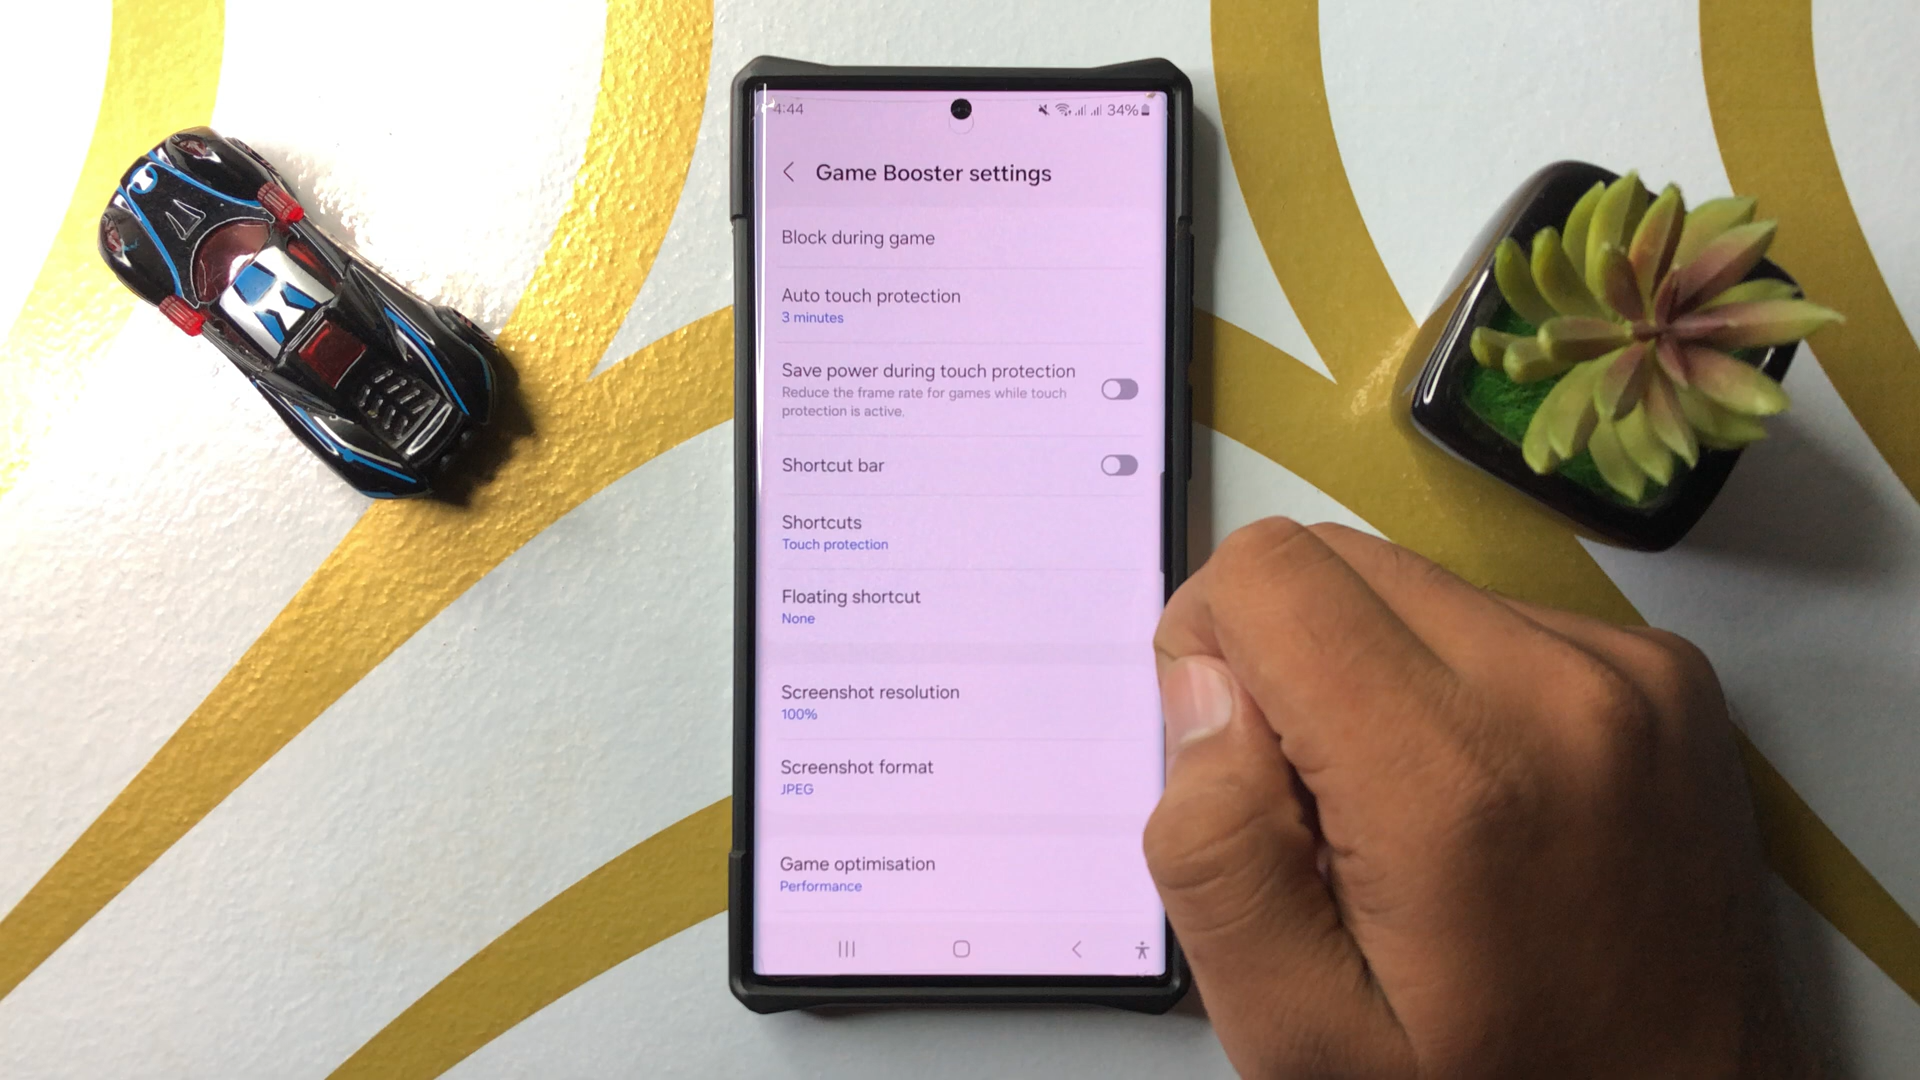 4:44 34%
Game Booster settings
Block during game
Auto touch protection
3 minutes
Save power during touch protection
Reduce the frame rate for games while touch
protection is active.
Shortcut bar
Shortcuts
Touch protection
Floating shortcut
None
Screenshot resolution
100%
Screenshot format
JPEG
Game optimisation
Performance